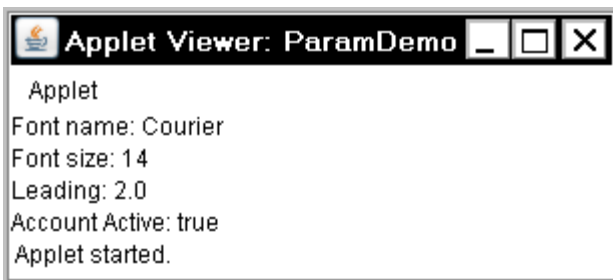 Applet Viewer: ParamDemo
Applet
Font name: Courier
Font size: 14
Leading: 2.0
Account Active: true
Applet started.